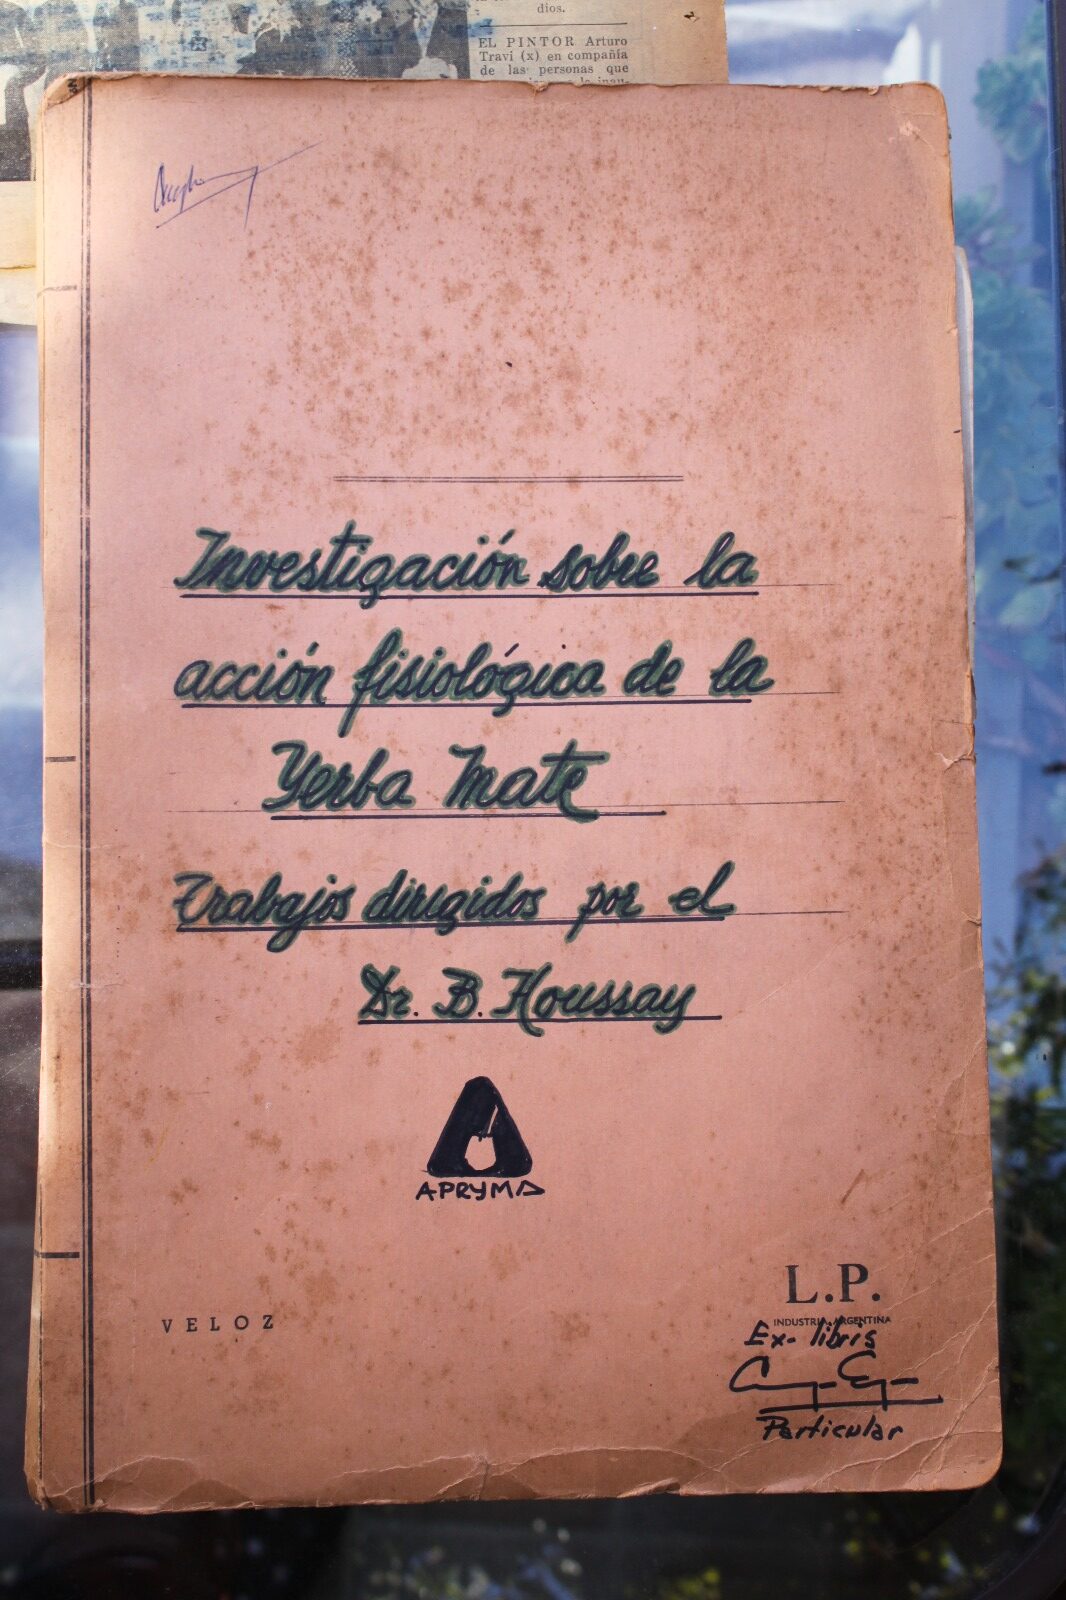 dios.
EL PINTOR Arturo
Travi (x) en compañía
de las personas que
Investigación sobre la
acción fisiológica de la
Yerba Mate
Trabajos dirigidos por el
Dr. B. Houssay
APRYMA
VELOZ
L.P.
INDUSTRIA ARGENTINA
Ex-libris
Particular